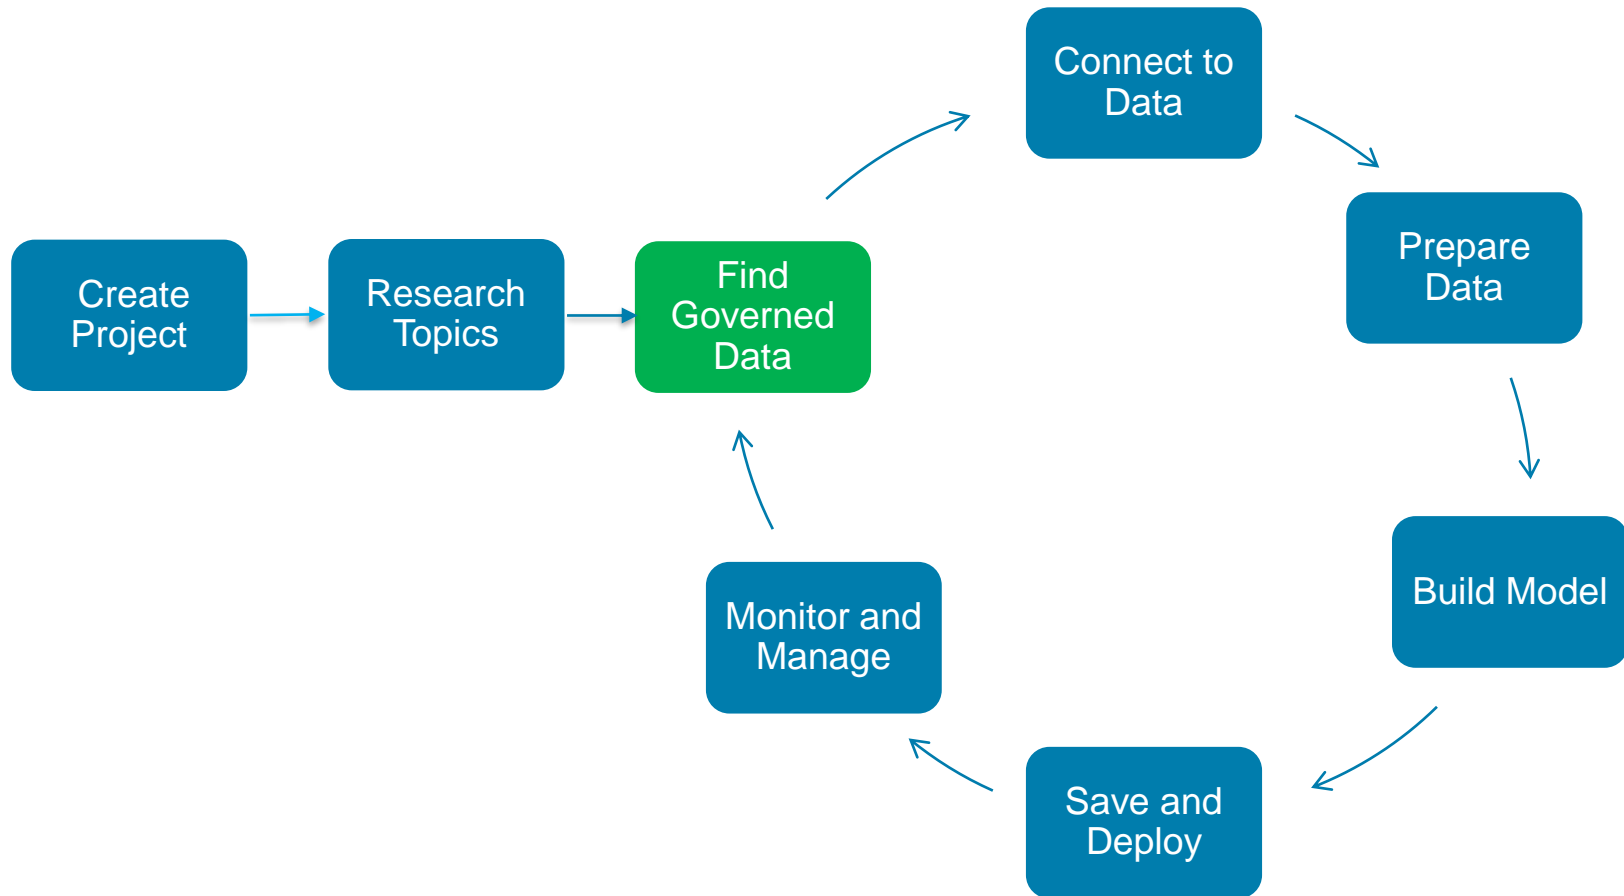 Create
Project
Research
Topics
Find
Governed
Data
Connect to
Data
Prepare
Data
Build Model
Save and
Deploy
Monitor and
Manage